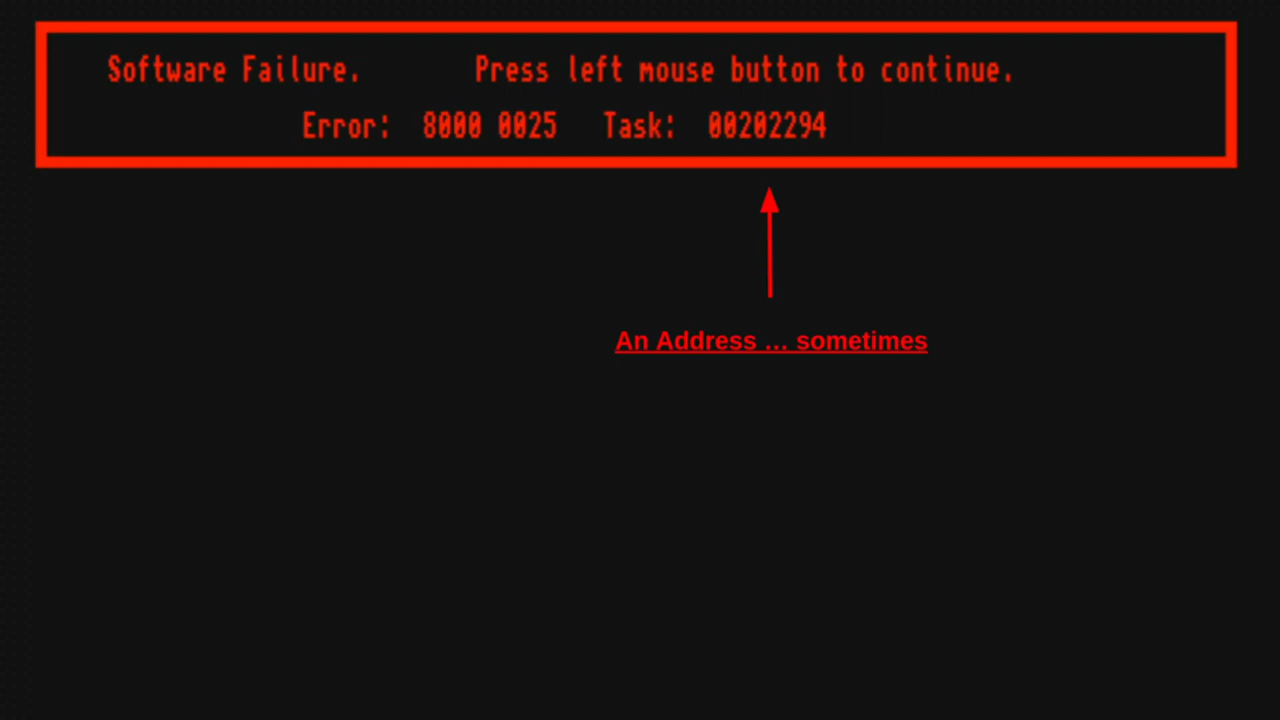 Software Failure. Press left mouse button to continue.
Error: 8000 0025 Task: 00202294
An Address ... sometimes